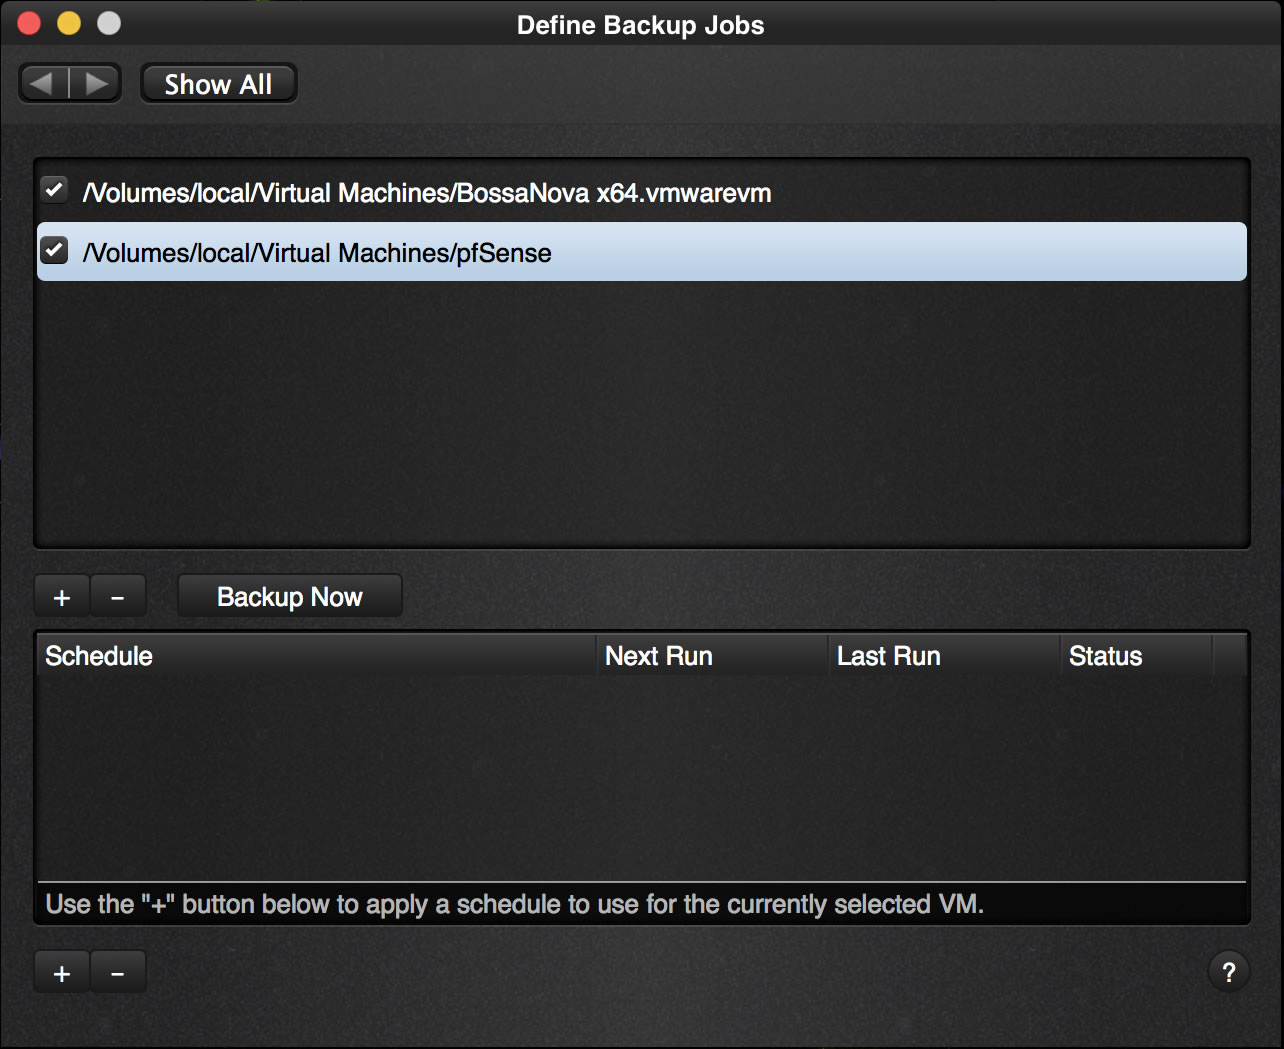 Define Backup Jobs
Show All
/Volumes/local/Virtual Machines/BossaNova x64.vmwarevm
/Volumes/local/Virtual Machines/pfSense
+ - Backup Now
Schedule Next Run Last Run Status
Use the "+" button below to apply a schedule to use for the currently selected VM.
+ - ?